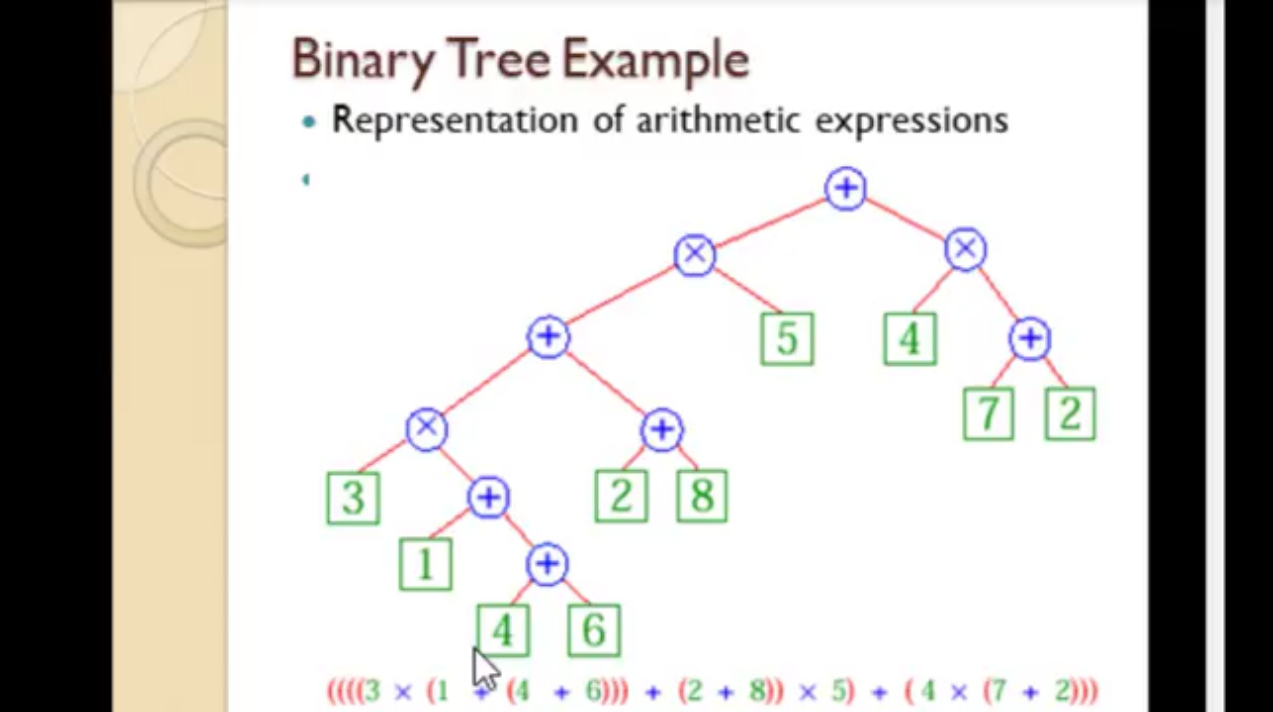 Binary Tree Example
• Representation of arithmetic expressions
+
× ×
+ 5 4 +
7 2
× +
3 + 2 8
1 +
4 6
((((3 × (1 + (4 + 6))) + (2 + 8)) × 5) + ( 4 × (7 + 2)))